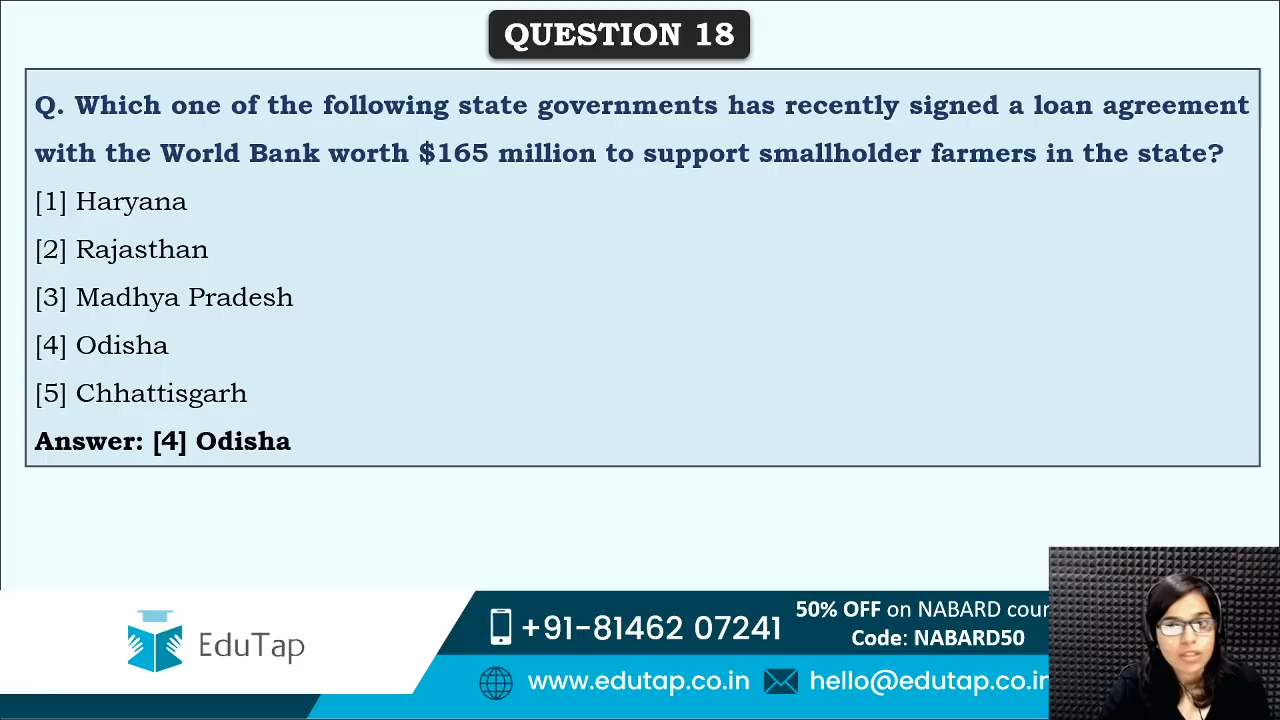 QUESTION 18
Q. Which one of the following state governments has recently signed a loan agreement
with the World Bank worth $165 million to support smallholder farmers in the state?
[1] Haryana
[2] Rajasthan
[3] Madhya Pradesh
[4] Odisha
[5] Chhattisgarh
Answer: [4] Odisha
EduTap
+91-81462 07241
50% OFF on NABARD cour
Code: NABARD50
www.edutap.co.in
hello@edutap.co.in